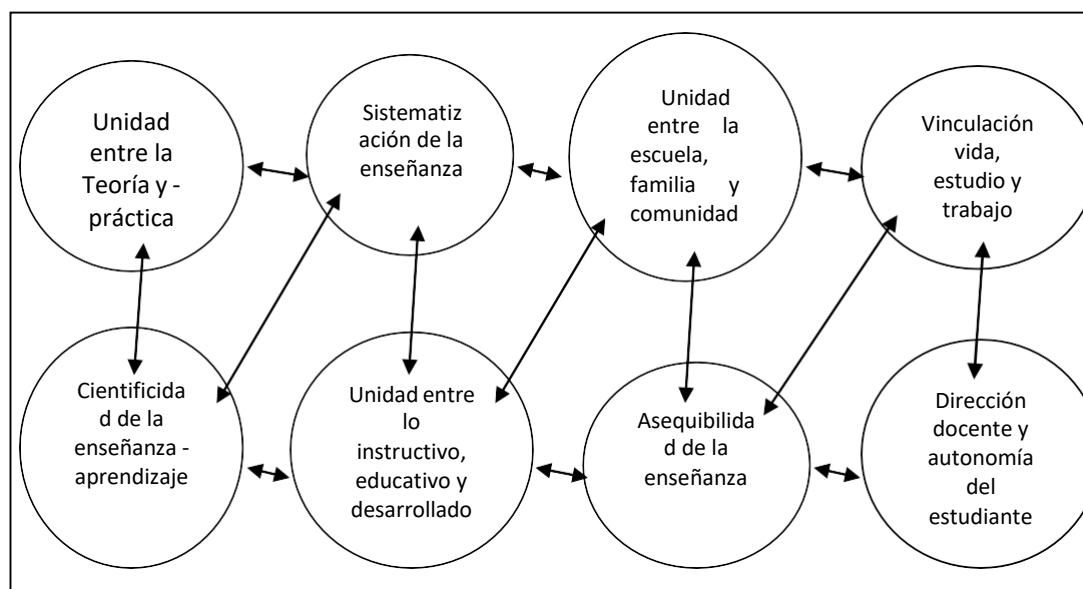 Unidad
entre la
Teoría y -
práctica
Sistematiz
ación de la
enseñanza
Unidad
entre la
escuela,
familia y
comunidad
Vinculación
vida,
estudio y
trabajo
Cientificida
d de la
enseñanza -
aprendizaje
Unidad entre
lo
instructivo,
educativo y
desarrollado
Asequibilida
d de la
enseñanza
Dirección
docente y
autonomía
del
estudiante